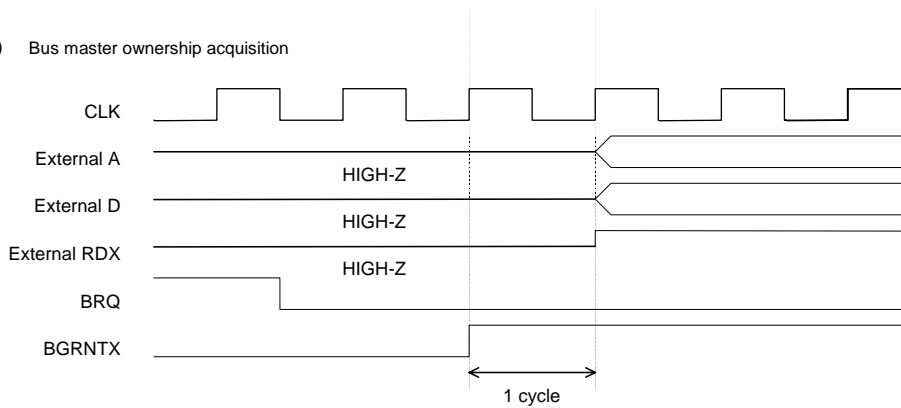 ) Bus master ownership acquisition
CLK
External A
HIGH-Z
External D
HIGH-Z
External RDX
HIGH-Z
BRQ
BGRNTX
1 cycle